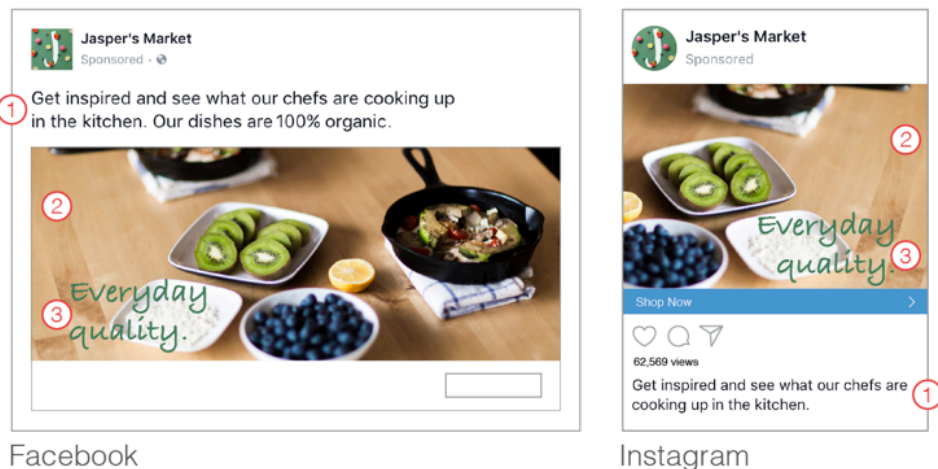 Jasper's Market
Sponsored
1
Get inspired and see what our chefs are cooking up
in the kitchen. Our dishes are 100% organic.
2
Everyday
3
quality.
Facebook
Jasper's Market
Sponsored
2
Everyday
quality.
3
Shop Now
62,569 views
Get inspired and see what our chefs are
1
cooking up in the kitchen.
Instagram